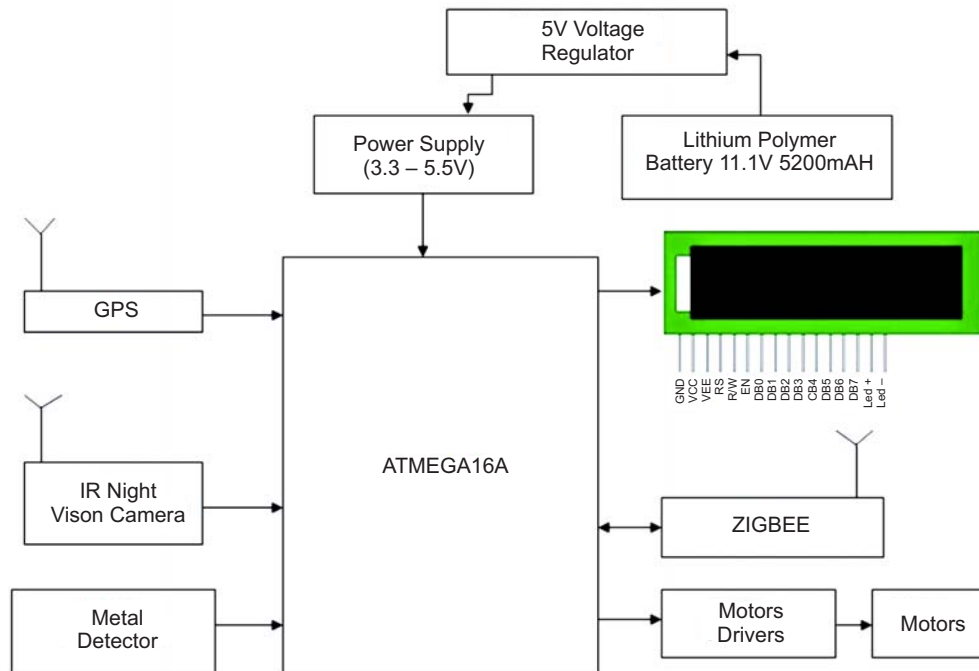 5V Voltage
Regulator
Power Supply
(3.3 – 5.5V)
Lithium Polymer
Battery 11.1V 5200mAH
GPS
GND
VCC
VEE
RS
R/W
EN
DB0
DB1
DB2
DB3
CB4
DB5
DB6
DB7
Led +
Led –
IR Night
Vison Camera
ATMEGA16A
ZIGBEE
Metal
Detector
Motors
Drivers
Motors